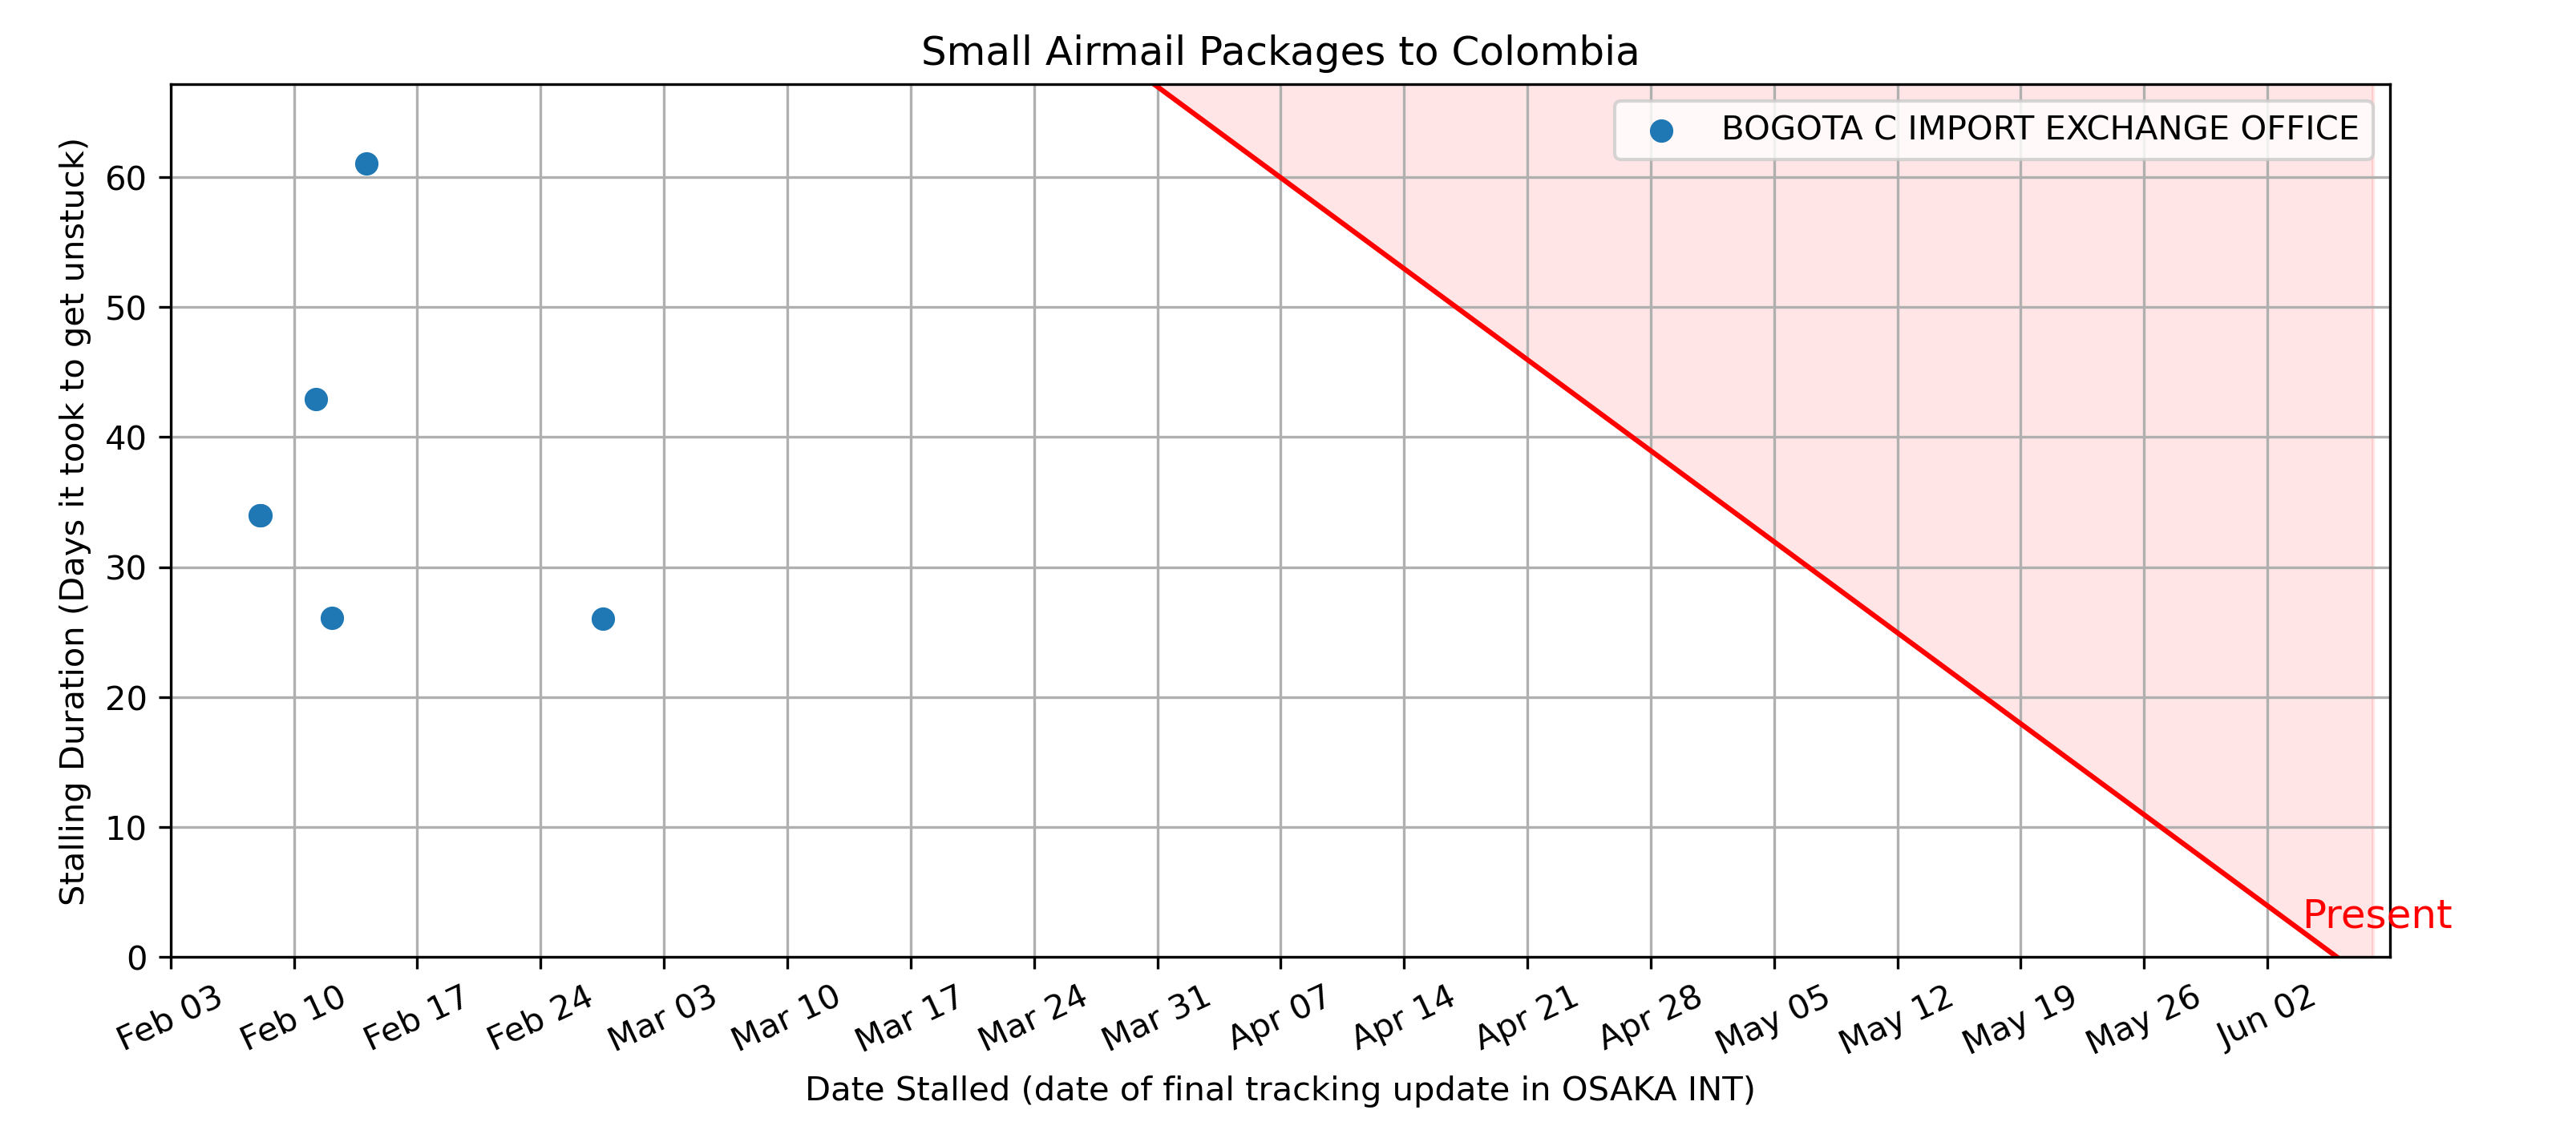 Small Airmail Packages to Colombia
BOGOTA C IMPORT EXCHANGE OFFICE
Stalling Duration (Days it took to get unstuck)
60
50
40
30
20
10
0
Present
Feb 03
Feb 10
Feb 17
Feb 24
Mar 03
Mar 10
Mar 17
Mar 24
Mar 31
Apr 07
Apr 14
Apr 21
Apr 28
May 05
May 12
May 19
May 26
Jun 02
Date Stalled (date of final tracking update in OSAKA INT)